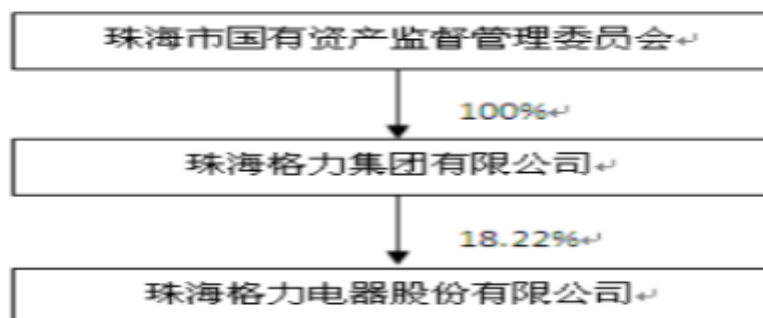 珠海市国有资产监督管理委员会
100%
珠海格力集团有限公司
18.22%
珠海格力电器股份有限公司